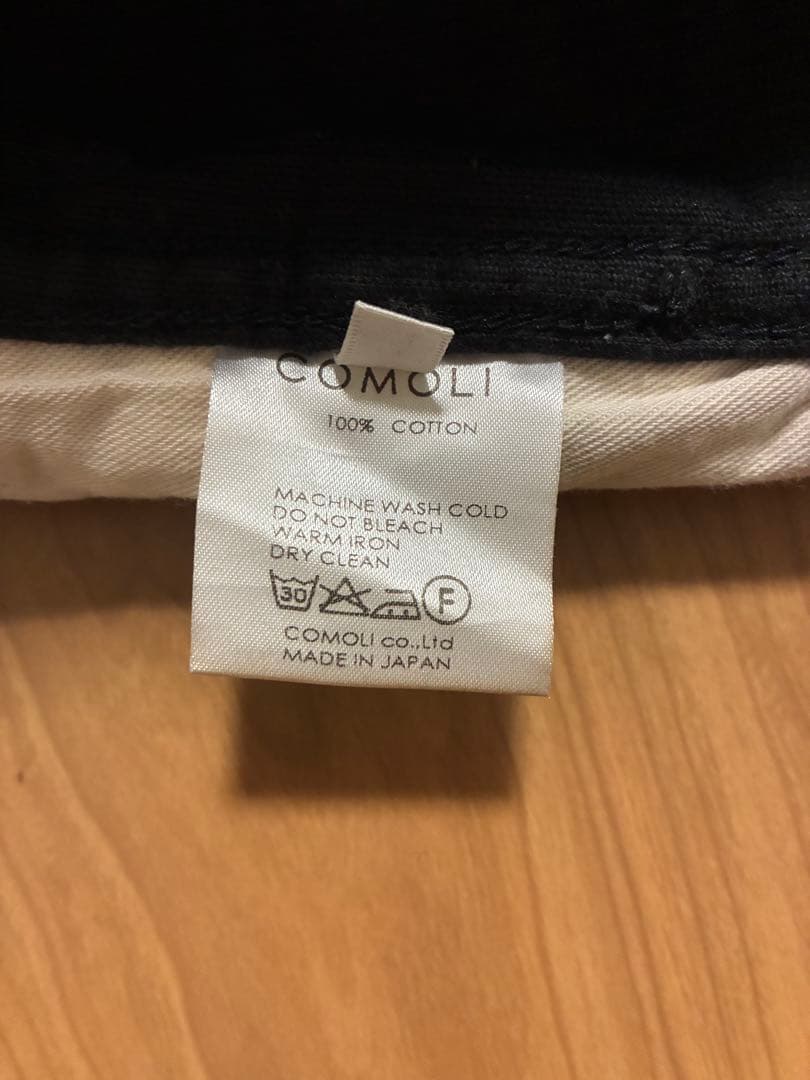 COMOLI
100% COTTON
MACHINE WASH COLD
DO NOT BLEACH
WARM IRON
DRY CLEAN
30 F
COMOLI co.,Ltd
MADE IN JAPAN